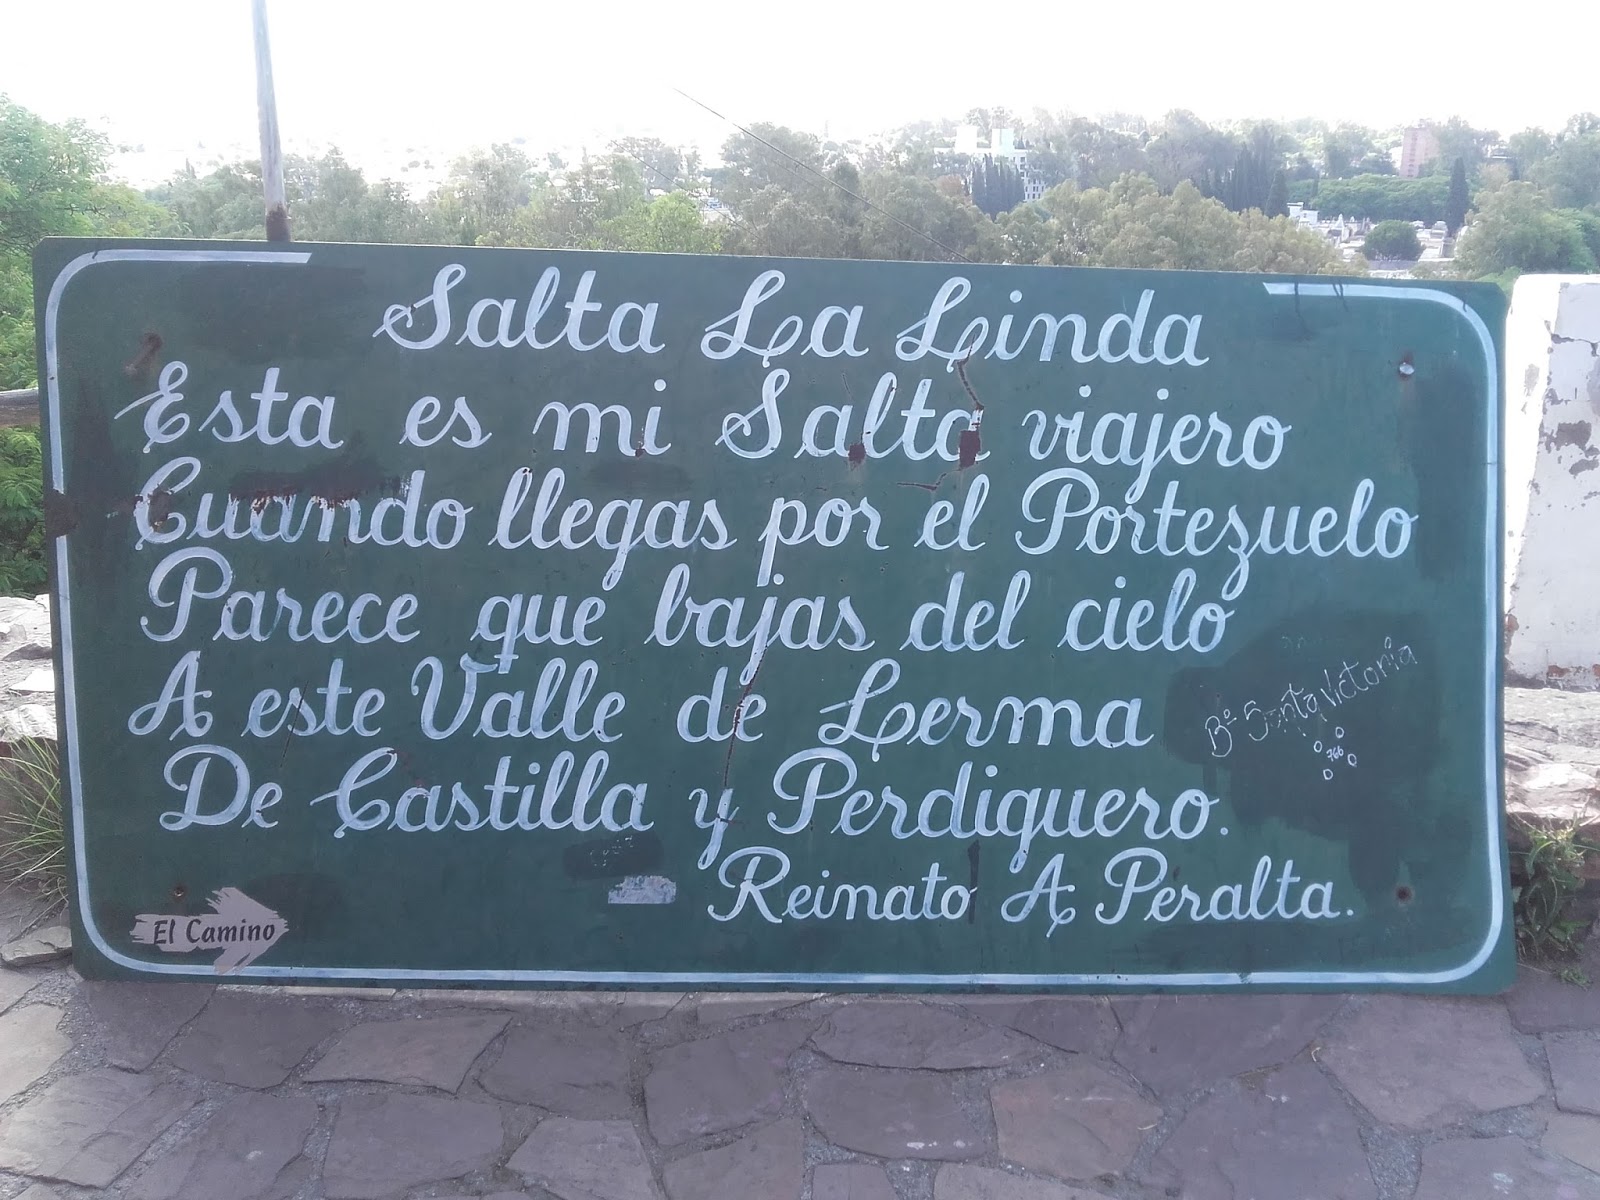 Salta La Linda
Esta es mi Salta viajero
Cuando llegas por el Portezuelo
Parece que bajas del cielo
A este Valle de Lerma
De Castilla y Perdiguero.
Reinato A Peralta.
Bº Santa Victoria
766
El Camino